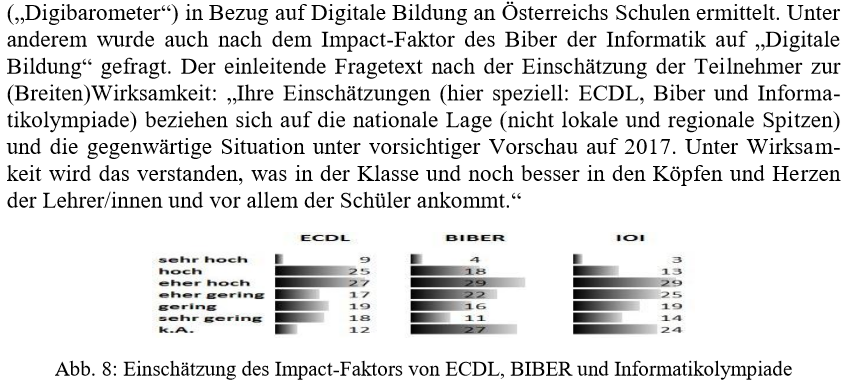 („Digibarometer“) in Bezug auf Digitale Bildung an Österreichs Schulen ermittelt. Unter
anderem wurde auch nach dem Impact-Faktor des Biber der Informatik auf „Digitale
Bildung“ gefragt. Der einleitende Fragetext nach der Einschätzung der Teilnehmer zur
(Breiten)Wirksamkeit: „Ihre Einschätzungen (hier speziell: ECDL, Biber und Informa-
tikolympiade) beziehen sich auf die nationale Lage (nicht lokale und regionale Spitzen)
und die gegenwärtige Situation unter vorsichtiger Vorschau auf 2017. Unter Wirksam-
keit wird das verstanden, was in der Klasse und noch besser in den Köpfen und Herzen
der Lehrer/innen und vor allem der Schüler ankommt.“
ECDL BIBER IOI
sehr hoch 9 4 3
hoch 25 18 13
eher hoch 27 29 29
eher gering 17 22 25
gering 19 16 19
sehr gering 18 11 14
k.A. 12 27 24
Abb. 8: Einschätzung des Impact-Faktors von ECDL, BIBER und Informatikolympiade